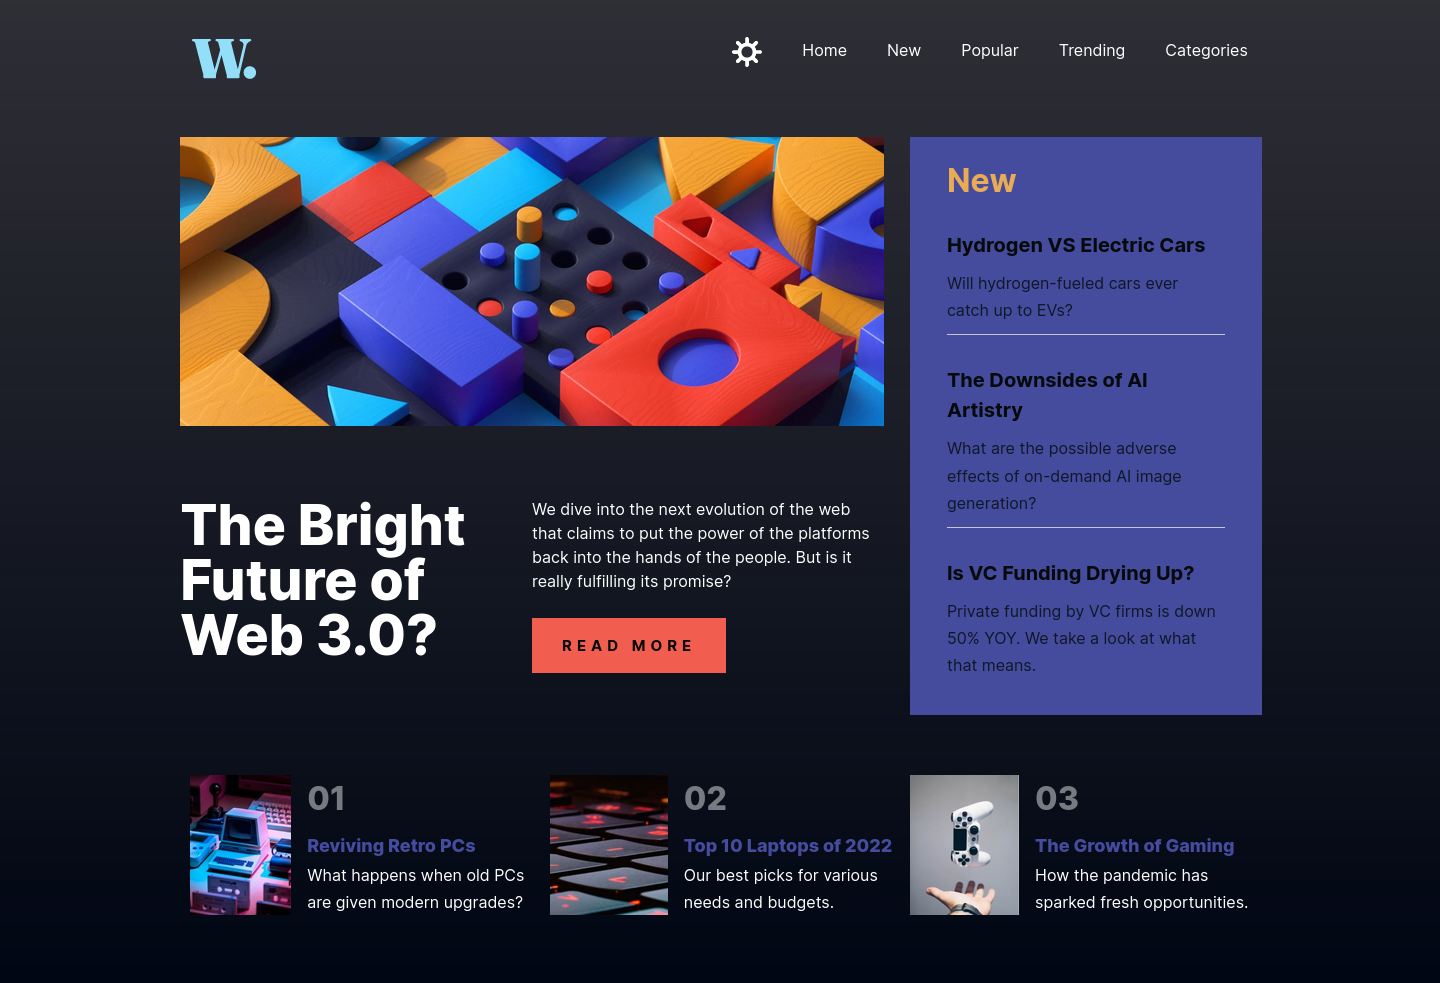 W.
Home New Popular Trending Categories
New
Hydrogen VS Electric Cars
Will hydrogen-fueled cars ever
catch up to EVs?
The Downsides of AI
Artistry
What are the possible adverse
effects of on-demand AI image
generation?
Is VC Funding Drying Up?
Private funding by VC firms is down
50% YOY. We take a look at what
that means.
The Bright
Future of
Web 3.0?
We dive into the next evolution of the web
that claims to put the power of the platforms
back into the hands of the people. But is it
really fulfilling its promise?
READ MORE
01
Reviving Retro PCs
What happens when old PCs
are given modern upgrades?
02
Top 10 Laptops of 2022
Our best picks for various
needs and budgets.
03
The Growth of Gaming
How the pandemic has
sparked fresh opportunities.